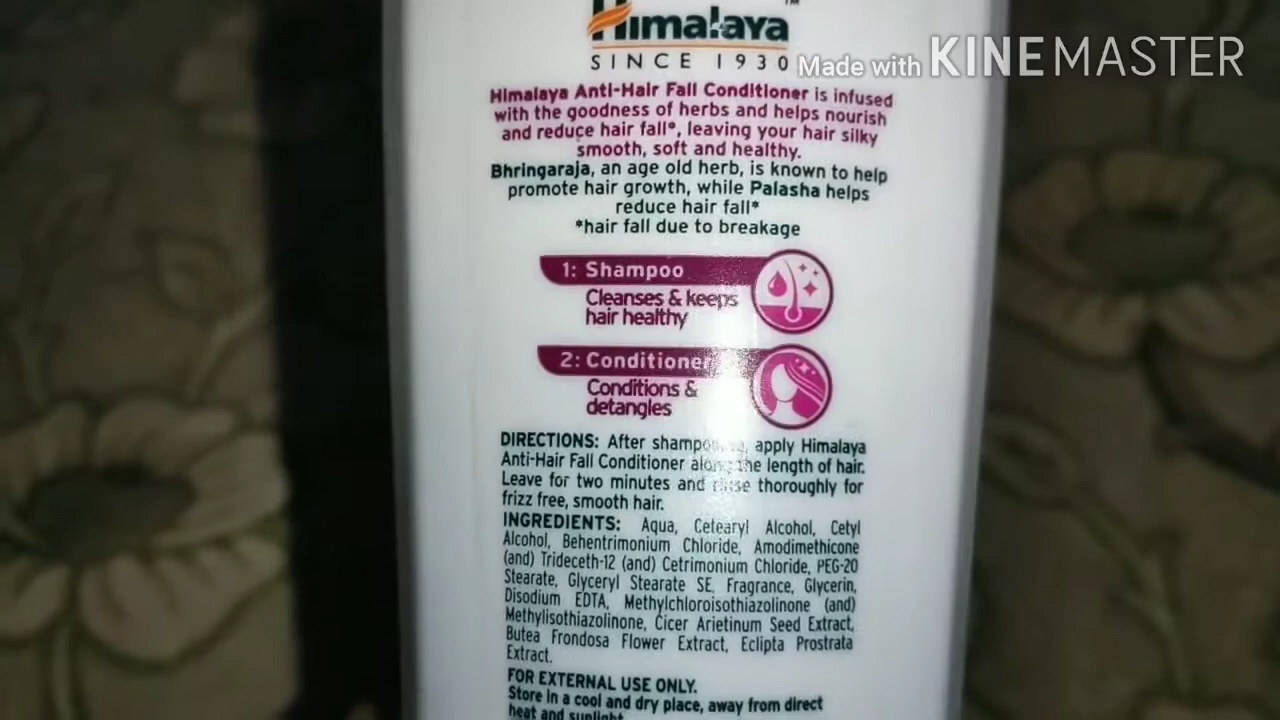 Himalaya™
SINCE 1930
Made with KINEMASTER
Himalaya Anti-Hair Fall Conditioner is infused
with the goodness of herbs and helps nourish
and reduce hair fall*, leaving your hair silky
smooth, soft and healthy.
Bhringaraja, an age old herb, is known to help
promote hair growth, while Palasha helps
reduce hair fall*
*hair fall due to breakage
1: Shampoo
Cleanses & keeps
hair healthy
2: Conditioner
Conditions &
detangles
DIRECTIONS: After apply Himalaya
Anti-Hair Fall Conditioner along the length of hair.
Leave for two minutes and rinse thoroughly for
frizz free, smooth hair.
INGREDIENTS: Aqua, Cetearyl Alcohol, Cetyl
Alcohol, Behentrimonium Chloride, Amodimethicone
(and) Trideceth-12 (and) Cetrimonium Chloride, PEG-20
Stearate, Glyceryl Stearate SE, Fragrance, Glycerin,
Disodium EDTA, Methylchloroisothiazolinone (and)
Methylisothiazolinone, Cicer Arietinum Seed Extract,
Butea Frondosa Flower Extract, Eclipta Prostrata
Extract.
FOR EXTERNAL USE ONLY.
Store in a cool and dry place, away from direct
heat and sunlight